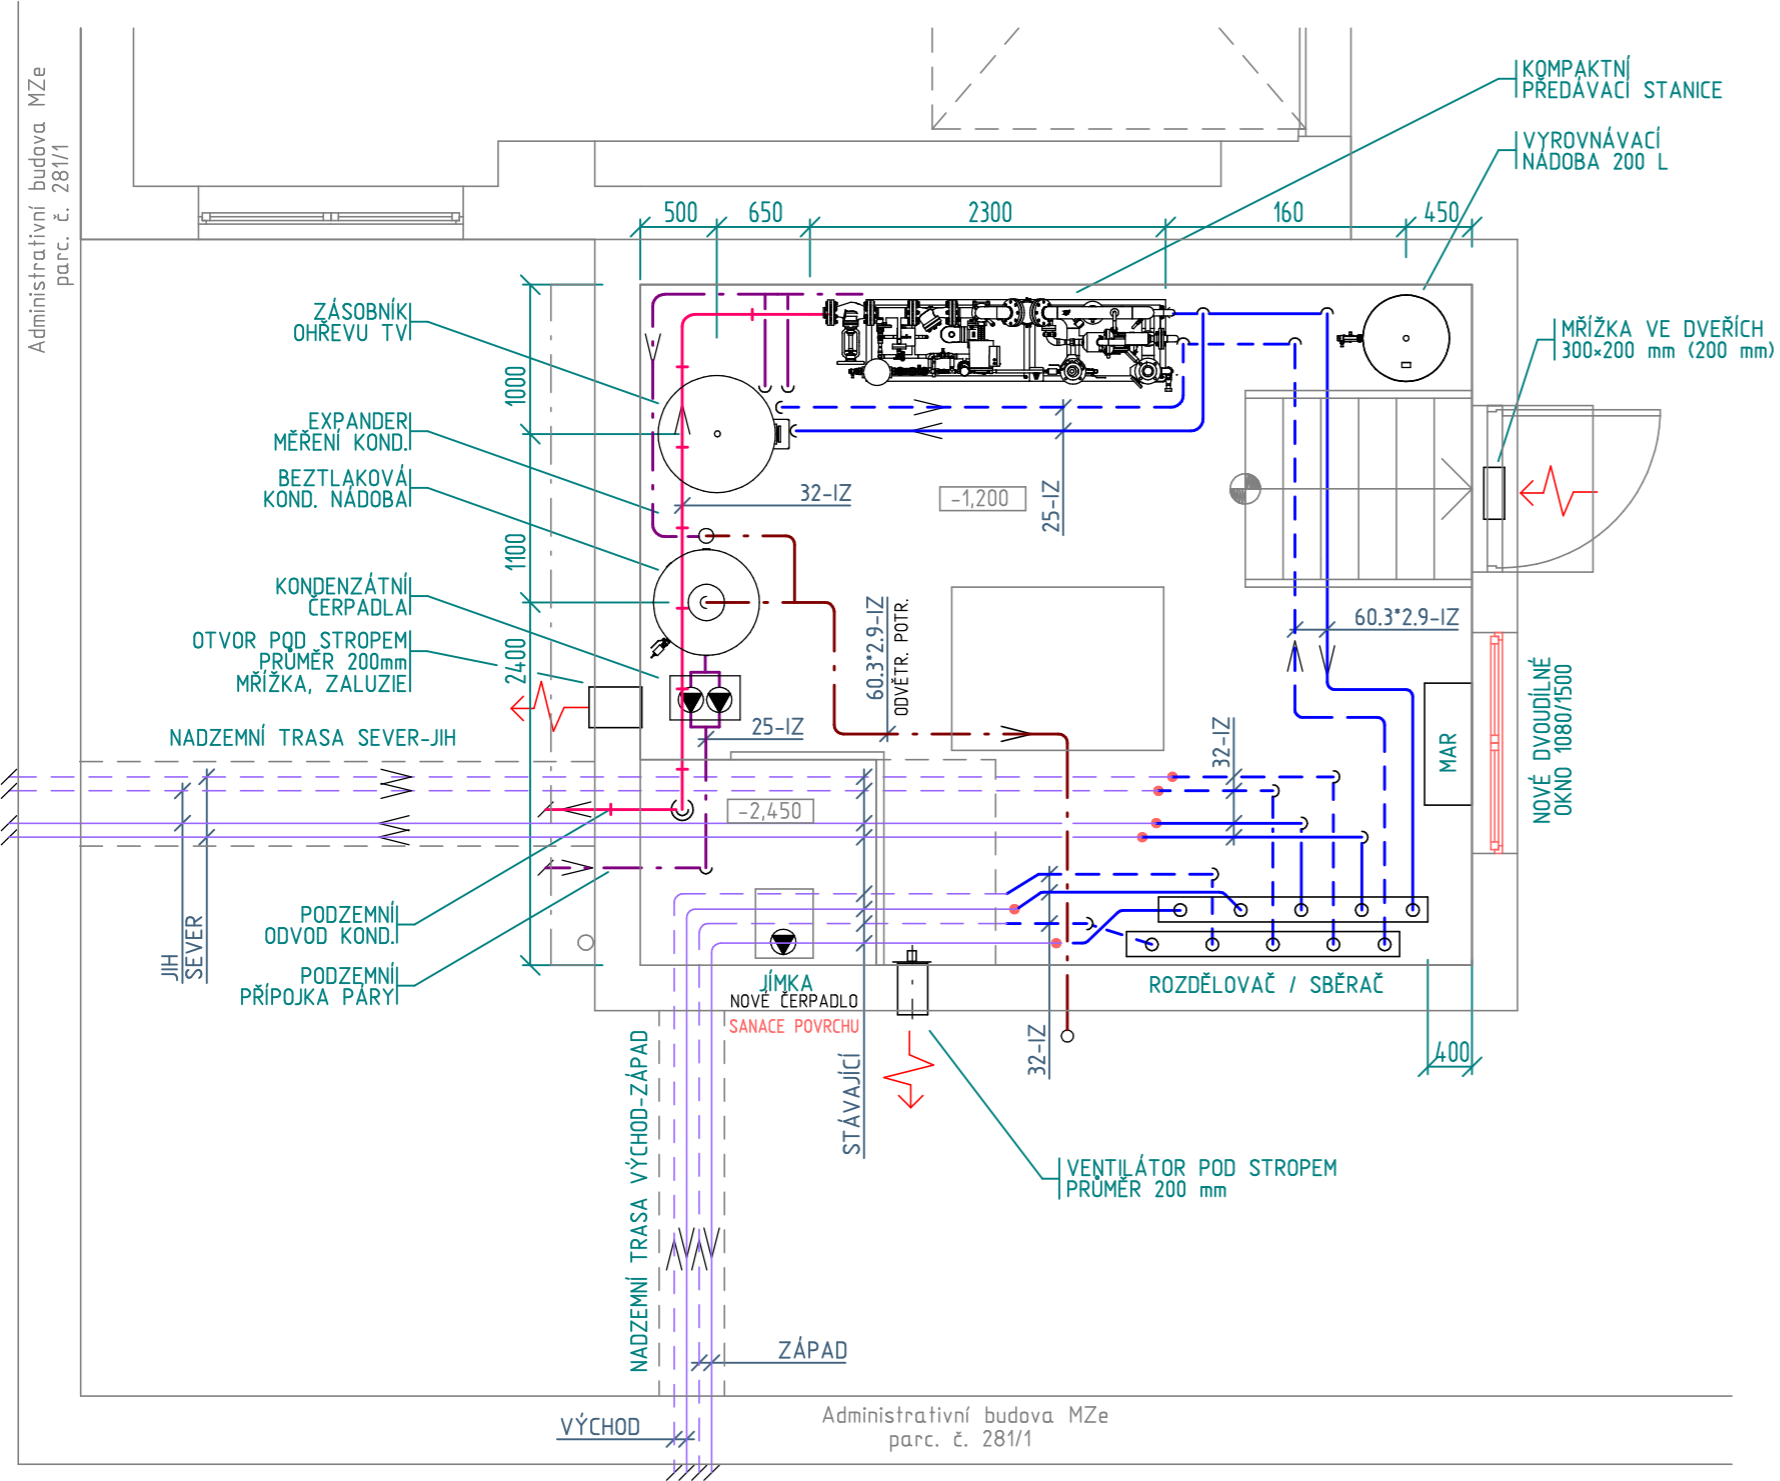 Administrativní budova MZe
parc. č. 281/1
KOMPAKTNÍ
PŘEDÁVACÍ STANICE
VYROVNÁVACÍ
NÁDOBA 200 L
500
650
2300
160
450
MŘÍŽKA VE DVEŘÍCH
300×200 mm (200 mm)
ZÁSOBNÍK
OHŘEVU TV
EXPANDER
MĚŘENÍ KOND.
BEZTLAKOVÁ
KOND. NÁDOBA
KONDENZÁTNÍ
ČERPADLA
OTVOR POD STROPEM
PRŮMĚR 200mm
MŘÍŽKA, ZALUZIE
1000
1100
2400
32-IZ
-1,200
25-IZ
60.3*2.9-IZ
ODVĚTR. POTR.
60.3*2.9-IZ
NOVÉ DVOUDÍLNÉ
OKNO 1080/1500
MAR
25-IZ
32-IZ
NADZEMNÍ TRASA SEVER-JIH
-2,450
JIH
SEVER
PODZEMNÍ
ODVOD KOND.
PODZEMNÍ
PŘÍPOJKA PÁRY
JÍMKA
NOVÉ ČERPADLO
SANACE POVRCHU
ROZDĚLOVAČ / SBĚRAČ
32-IZ
400
STÁVAJÍCÍ
NADZEMNÍ TRASA VÝCHOD-ZÁPAD
VENTILÁTOR POD STROPEM
PRŮMĚR 200 mm
ZÁPAD
VÝCHOD
Administrativní budova MZe
parc. č. 281/1